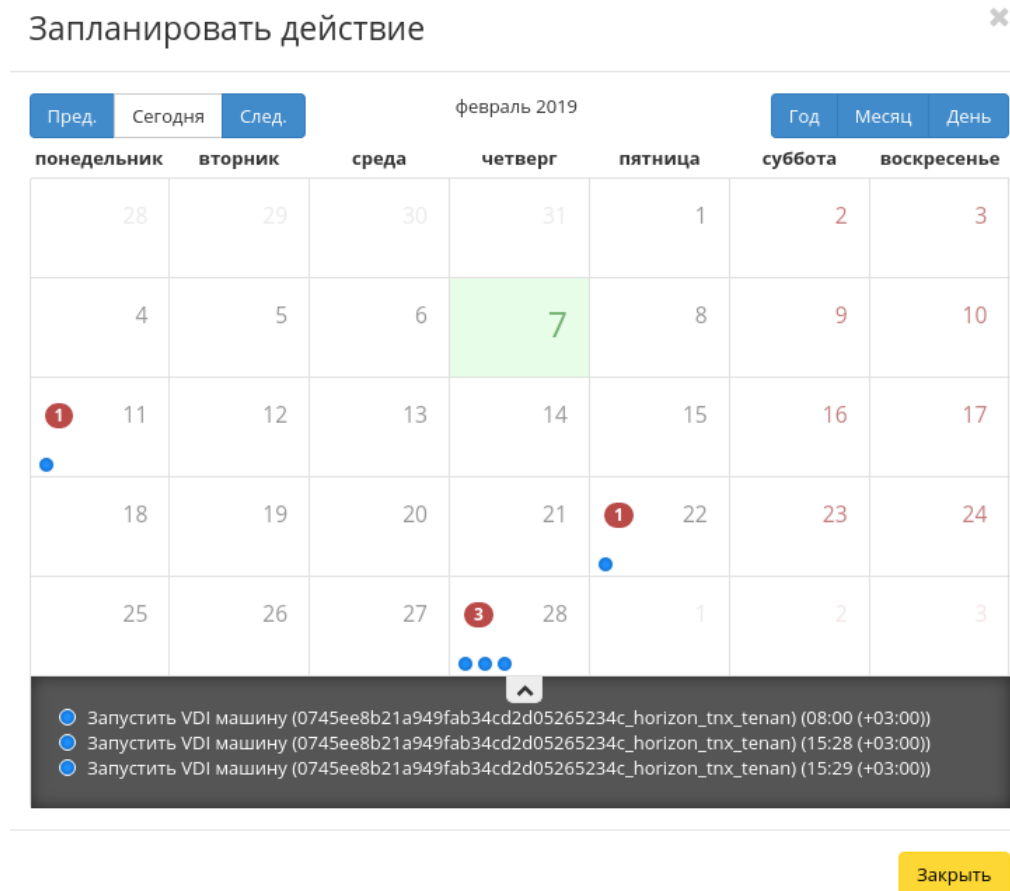 Запланировать действие ×
Пред. Сегодня След. февраль 2019 Год Месяц День
понедельник вторник среда четверг пятница суббота воскресенье
28 29 30 31 1 2 3
4 5 6 7 8 9 10
1 11 12 13 14 15 16 17
18 19 20 21 1 22 23 24
25 26 27 3 28 1 2 3
Запустить VDI машину (0745ee8b21a949fab34cd2d05265234c_horizon_tnx_tenan) (08:00 (+03:00))
Запустить VDI машину (0745ee8b21a949fab34cd2d05265234c_horizon_tnx_tenan) (15:28 (+03:00))
Запустить VDI машину (0745ee8b21a949fab34cd2d05265234c_horizon_tnx_tenan) (15:29 (+03:00))
Закрыть